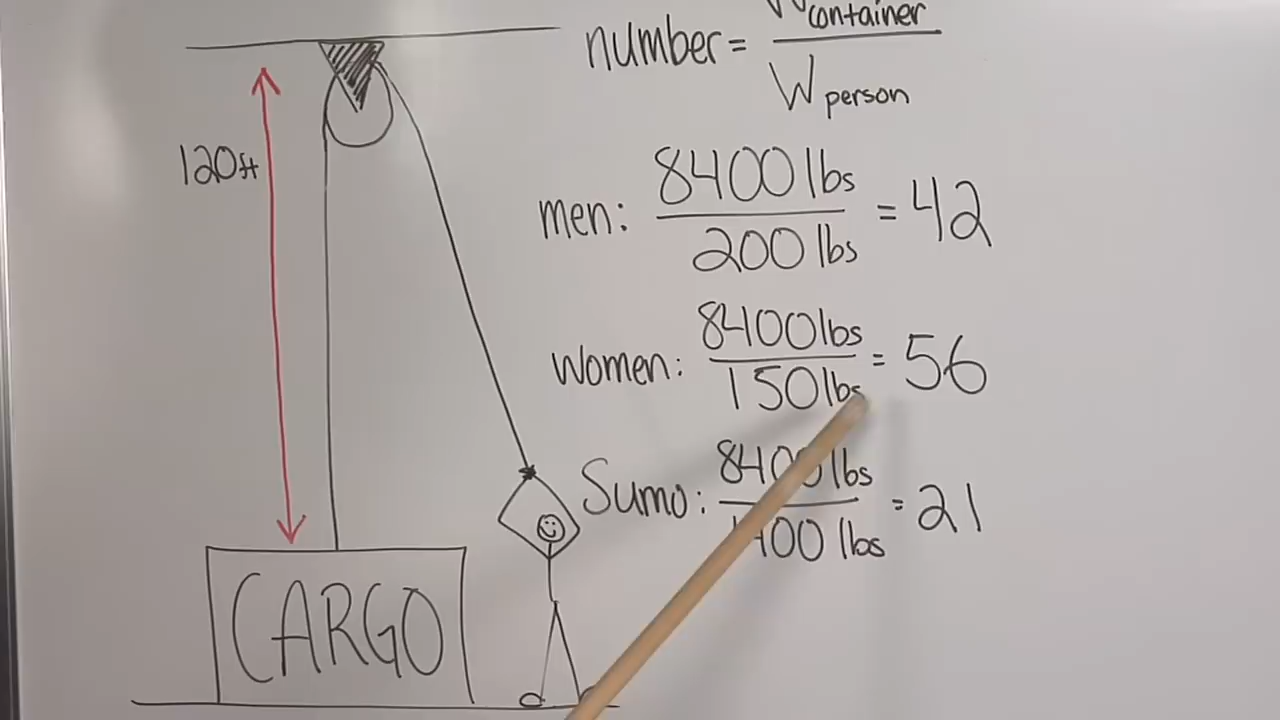 number = W container
W person
120ft
men: 8400 lbs
200 lbs = 42
Women: 8400 lbs
150 lbs = 56
Sumo: 8400 lbs
400 lbs = 21
CARGO